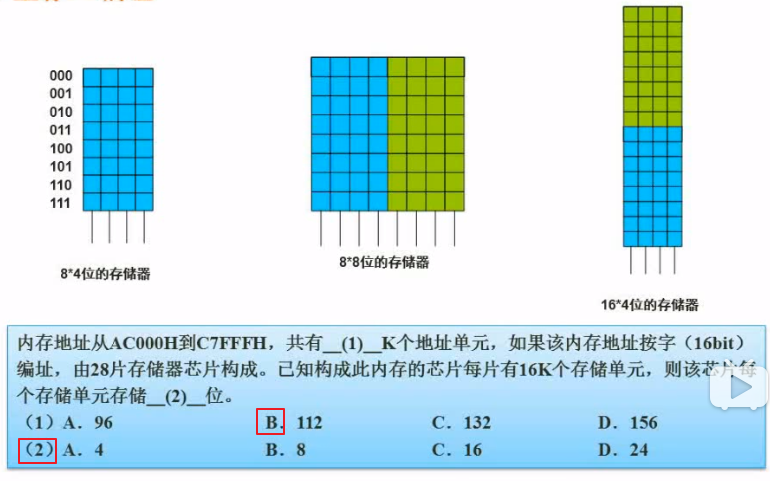 000
001
010
011
100
101
110
111
8*4位的存储器
8*8位的存储器
16*4位的存储器
内存地址从AC000H到C7FFFH，共有__(1)__K个地址单元，如果该内存地址按字（16bit）
编址，由28片存储器芯片构成。已知构成此内存的芯片每片有16K个存储单元，则该芯片每
个存储单元存储__(2)__位。
（1）A．96 B．112 C．132 D．156
（2）A．4 B．8 C．16 D．24